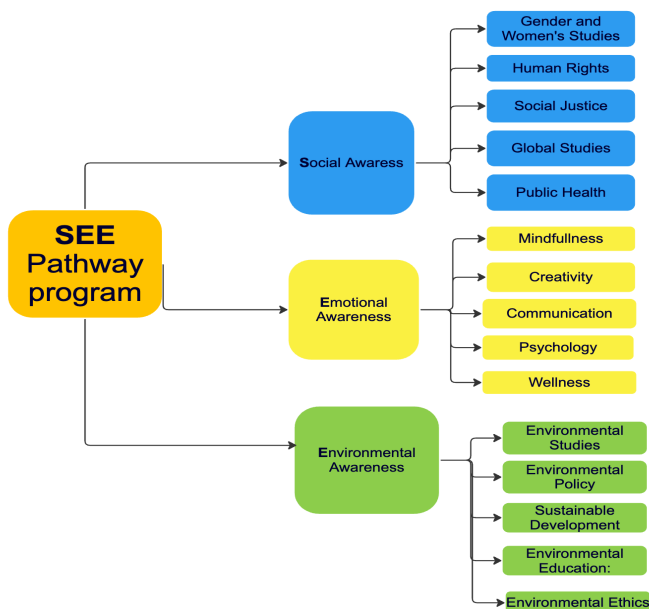 SEE
Pathway
program
Social Awaress
Gender and
Women's Studies
Human Rights
Social Justice
Global Studies
Public Health
Emotional
Awareness
Mindfullness
Creativity
Communication
Psychology
Wellness
Environmental
Awareness
Environmental
Studies
Environmental
Policy
Sustainable
Development
Environmental
Education:
Environmental Ethics